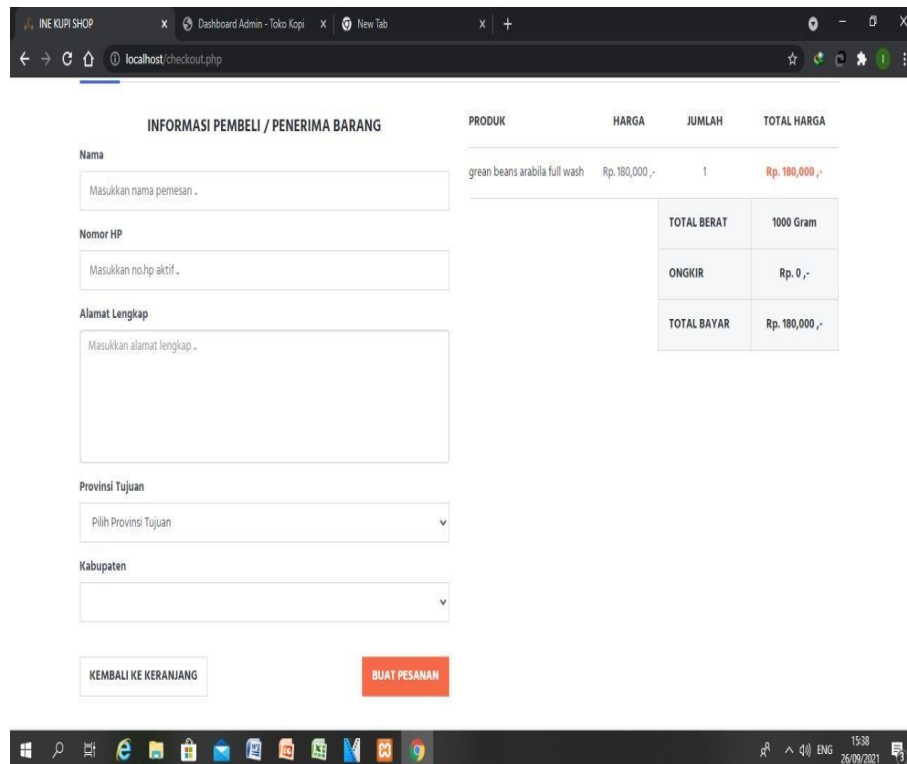 INE KUPI SHOP
Dashboard Admin - Toko Kopi
New Tab
localhost/checkout.php
INFORMASI PEMBELI / PENERIMA BARANG
Nama
Masukkan nama pemesan ..
Nomor HP
Masukkan no.hp aktif ..
Alamat Lengkap
Masukkan alamat lengkap ..
Provinsi Tujuan
Pilih Provinsi Tujuan
Kabupaten
KEMBALI KE KERANJANG
BUAT PESANAN
PRODUK HARGA JUMLAH TOTAL HARGA
grean beans arabila full wash Rp. 180,000 ,- 1 Rp. 180,000 ,-
TOTAL BERAT 1000 Gram
ONGKIR Rp. 0 ,-
TOTAL BAYAR Rp. 180,000 ,-
ENG
15:38
26/09/2021